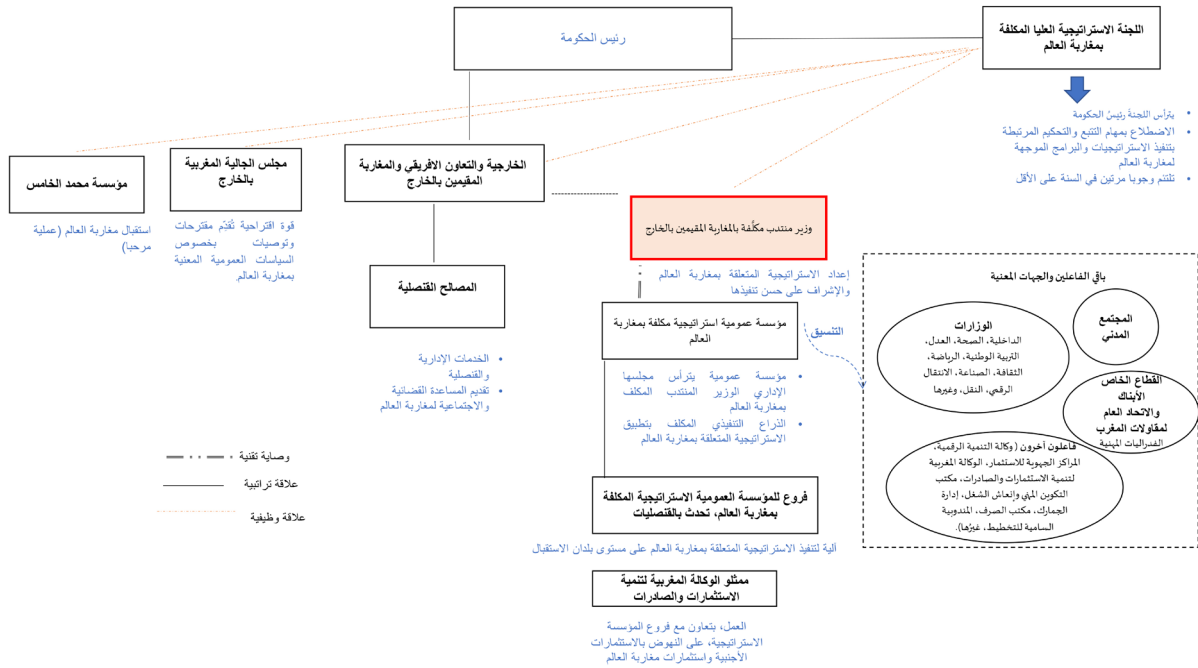 رئيس الحكومة
اللجنة الاستراتيجية العليا المكلفة
بمغاربة العالم
يترأس اللجنة رئيسُ الحكومة
الاضطلاع بمهام التتبع والتحكيم المرتبطة
بتنفيذ الاستراتيجيات والبرامج الموجهة
لمغاربة العالم
تلتئم وجوبا مرتين في السنة على الأقل
الخارجية والتعاون الافريقي والمغاربة
المقيمين بالخارج
مجلس الجالية المغربية
بالخارج
مؤسسة محمد الخامس
قوة اقتراحية تُقدِّم مقترحات
وتوصيات بخصوص
السياسات العمومية المعنية
بمغاربة العالم.
استقبال مغاربة العالم (عملية
مرحبا)
وزير منتدب مكلَّفة بالمغاربة المقيمين بالخارج
إعداد الاستراتيجية المتعلقة بمغاربة العالم
والإشراف على حسن تنفيذها
المصالح القنصلية
الخدمات الإدارية
والقنصلية
تقديم المساعدة القضائية
والاجتماعية لمغاربة العالم
مؤسسة عمومية استراتيجية مكلفة بمغاربة
العالم
التنسيق
مؤسسة عمومية يترأس مجلسها
الإداري الوزير المنتدب المكلف
بمغاربة العالم
الذراع التنفيذي المكلف بتطبيق
الاستراتيجية المتعلقة بمغاربة العالم
باقي الفاعلين والجهات المعنية
المجتمع
المدني
الوزارات
الداخلية، الصحة، العدل،
التربية الوطنية، الرياضة،
الثقافة، الصناعة، الانتقال
الرقمي، النقل، وغيرها
القطاع الخاص
الأبناك
والاتحاد العام
لمقاولات المغرب
الفدراليات المهنية
فاعلون أخرون (وكالة التنمية الرقمية،
المراكز الجهوية للاستثمار، الوكالة المغربية
لتنمية الاستثمارات والصادرات، مكتب
التكوين المهني وإنعاش الشغل، إدارة
الجمارك، مكتب الصرف، المندوبية
السامية للتخطيط، غيرُها).
وصاية تقنية
علاقة تراتبية
علاقة وظيفية
فروع للمؤسسة العمومية الاستراتيجية المكلفة
بمغاربة العالم، تحدث بالقنصليات
آلية لتنفيذ الاستراتيجية المتعلقة بمغاربة العالم على مستوى بلدان الاستقبال
ممثلو الوكالة المغربية لتنمية
الاستثمارات والصادرات
العمل، بتعاون مع فروع المؤسسة
الاستراتيجية، على النهوض بالاستثمارات
الأجنبية واستثمارات مغاربة العالم